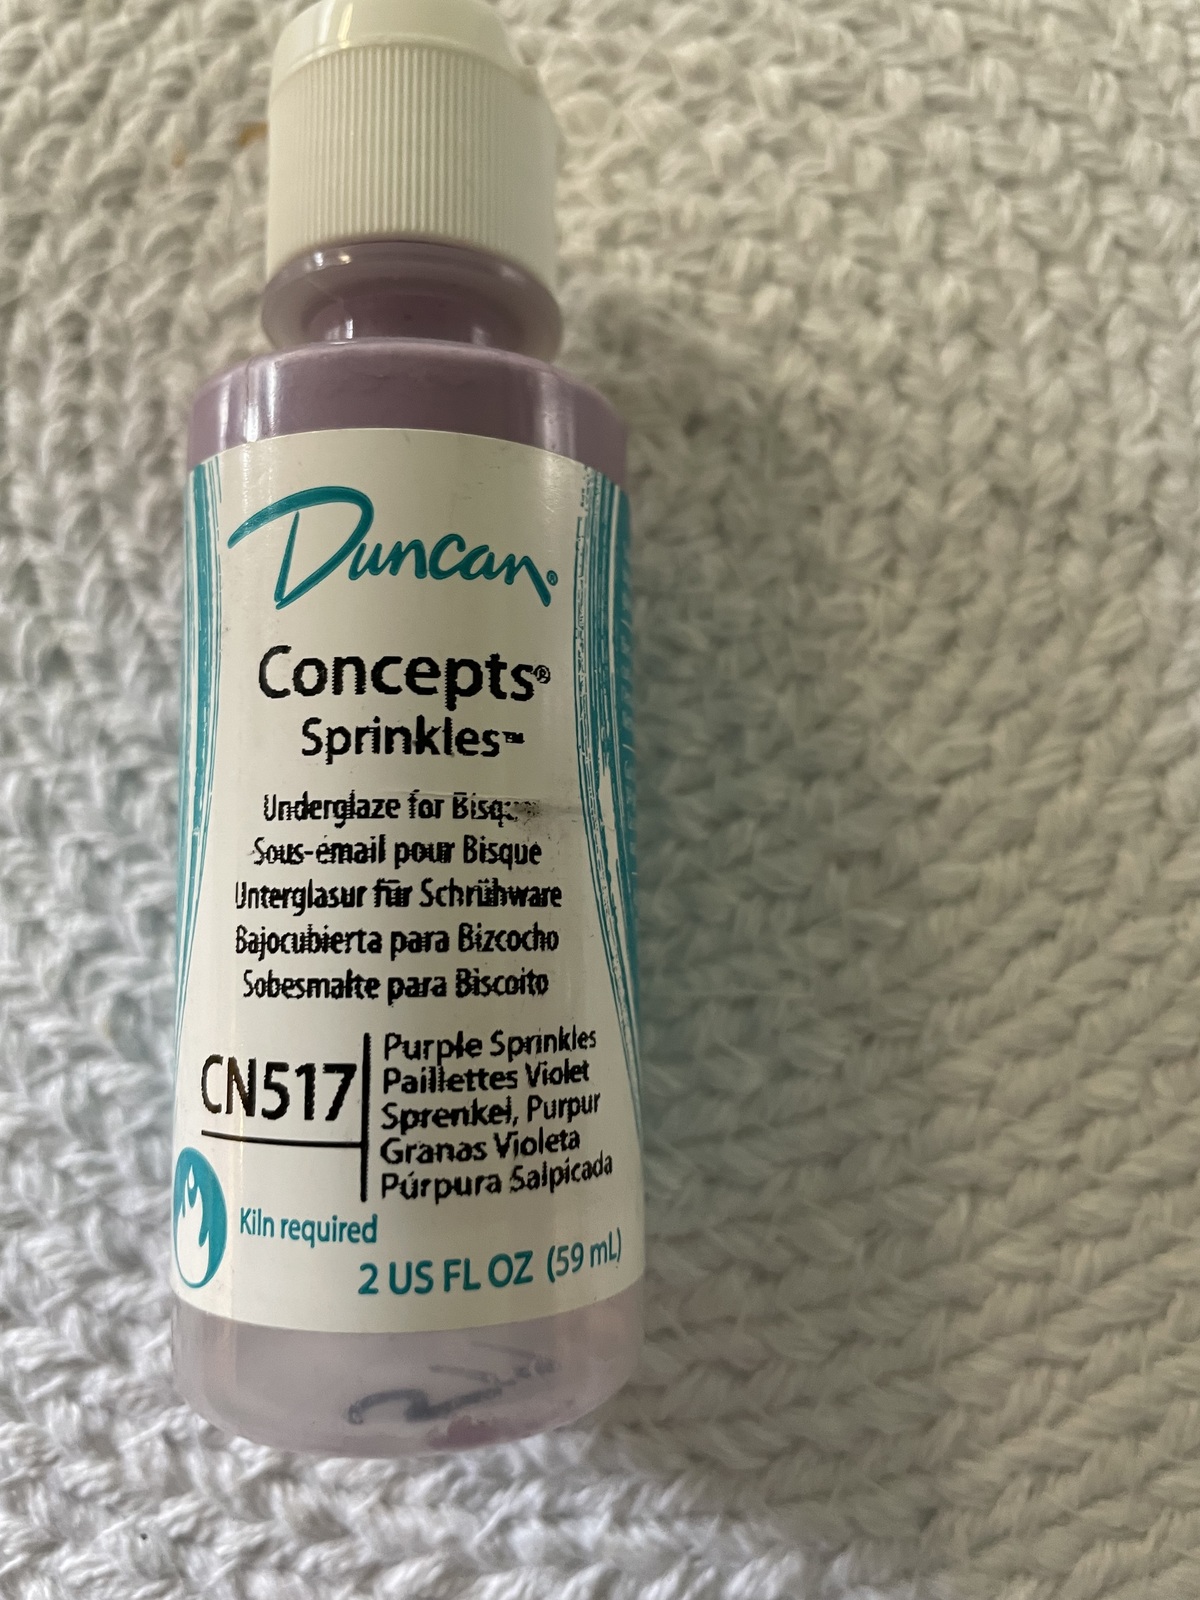 Duncan®
Concepts®
Sprinkles™
Underglaze for
Sous-émail pour Bisque
Unterglasur für Schrühware
Bajocubierta para Bizcocho
Sobesmalte para Biscoito
CN517
Purple Sprinkles
Paillettes Violet
Sprenkel, Purpur
Granas Violeta
Púrpura Salpicada
Kiln required
2 US FL OZ (59 mL)